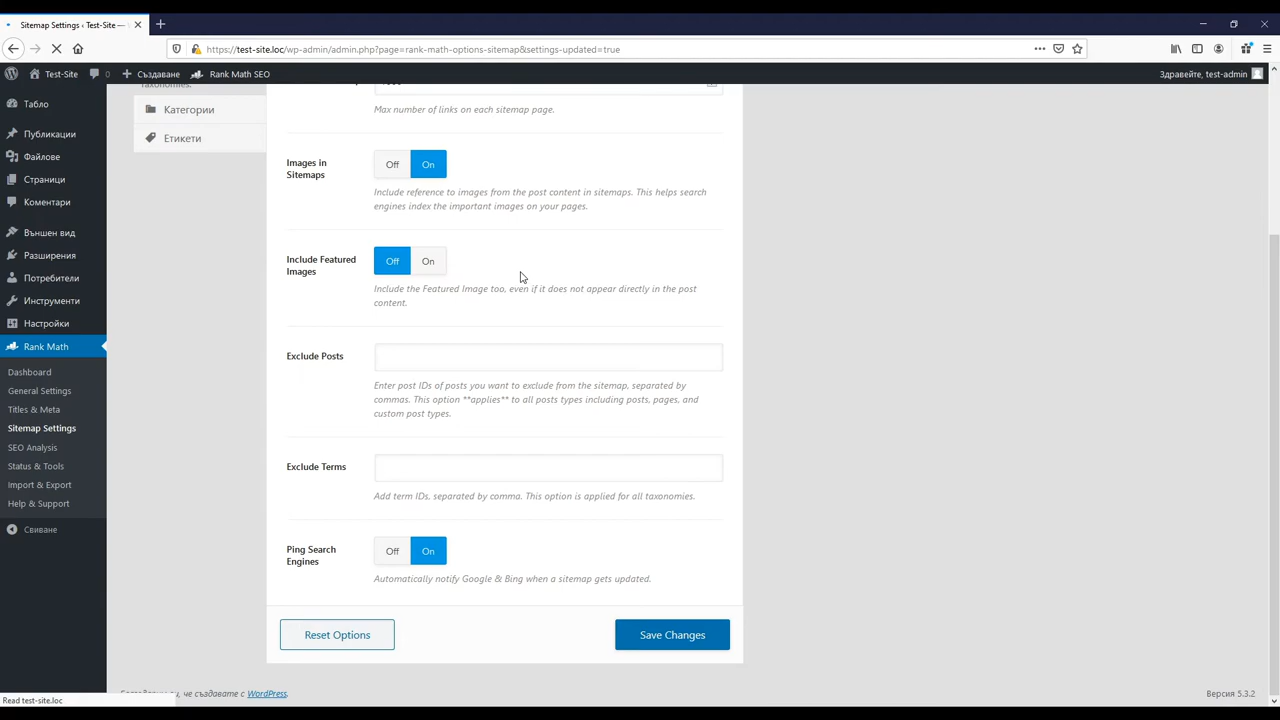 Sitemap Settings ‹ Test-Site —
https://test-site.loc/wp-admin/admin.php?page=rank-math-options-sitemap&settings-updated=true
Test-Site
0
Създаване
Rank Math SEO
Здравейте, test-admin
Табло
Публикации
Файлове
Страници
Коментари
Външен вид
Разширения
Потребители
Инструменти
Настройки
Rank Math
Dashboard
General Settings
Titles & Meta
Sitemap Settings
SEO Analysis
Status & Tools
Import & Export
Help & Support
Свиване
Категории
Етикети
Max number of links on each sitemap page.
Images in
Sitemaps
Off
On
Include reference to images from the post content in sitemaps. This helps search
engines index the important images on your pages.
Include Featured
Images
Off
On
Include the Featured Image too, even if it does not appear directly in the post
content.
Exclude Posts
Enter post IDs of posts you want to exclude from the sitemap, separated by
commas. This option **applies** to all posts types including posts, pages, and
custom post types.
Exclude Terms
Add term IDs, separated by comma. This option is applied for all taxonomies.
Ping Search
Engines
Off
On
Automatically notify Google & Bing when a sitemap gets updated.
Reset Options
Save Changes
че създавате с WordPress.
Версия 5.3.2
Read test-site.loc